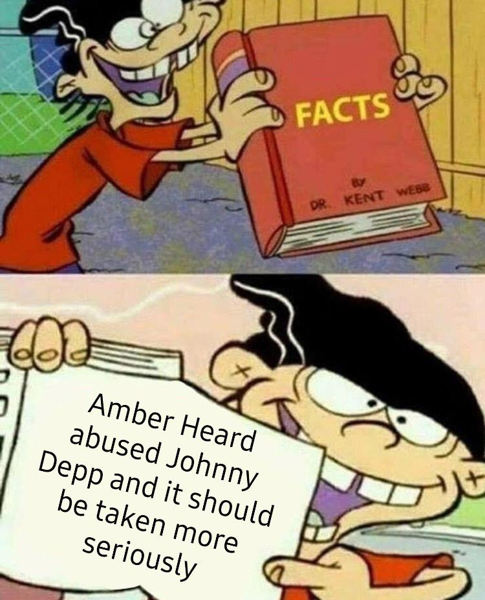 FACTS
By
DR. KENT WEBB
Amber Heard
abused Johnny
Depp and it should
be taken more
seriously